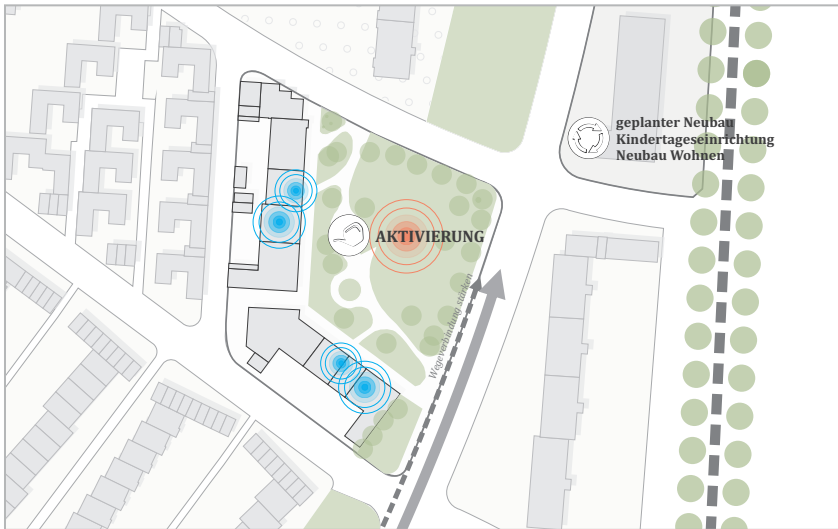 geplanter Neubau
Kindertageseinrichtung
Neubau Wohnen
AKTIVIERUNG
Wegeverbindung stärken